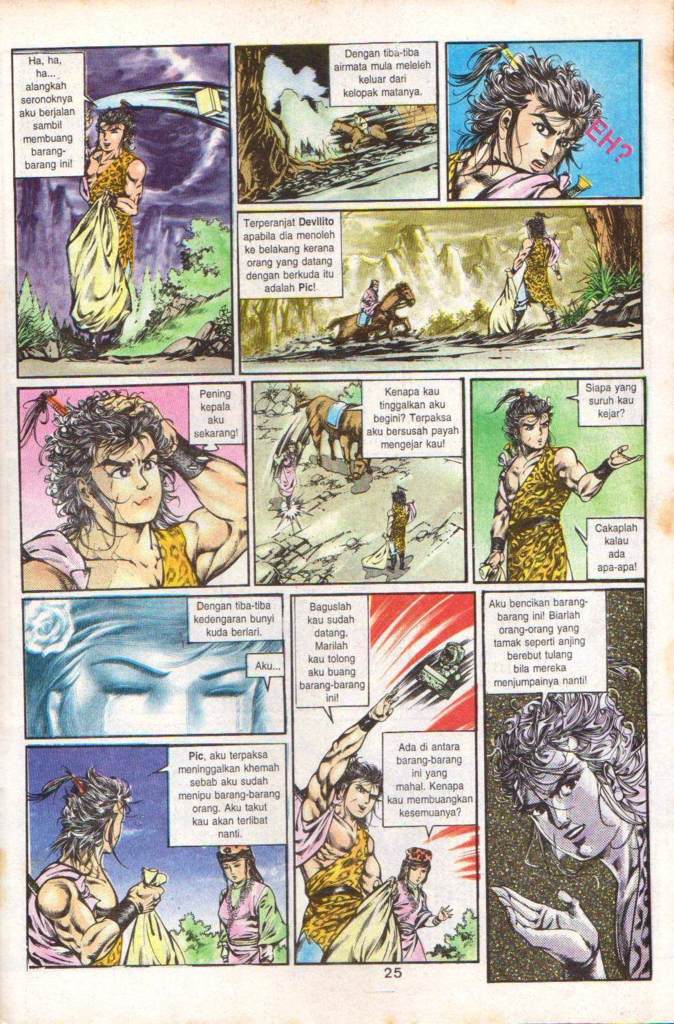 Ha, ha,
ha...
alangkah
seronoknya
aku berjalan
sambil
membuang
barang-
barang ini!
Dengan tiba-tiba
airmata mula meleleh
keluar dari
kelopak matanya.
EH?
Terperanjat Devilito
apabila dia menoleh
ke belakang kerana
orang yang datang
dengan berkuda itu
adalah Pic!
Pening
kepala
aku
sekarang!
Kenapa kau
tinggalkan aku
begini? Terpaksa
aku bersusah payah
mengejar kau!
Siapa yang
suruh kau
kejar?
Cakaplah
kalau
ada
apa-apa!
Dengan tiba-tiba
kedengaran bunyi
kuda berlari.
Aku...
Pic, aku terpaksa
meninggalkan khemah
sebab aku sudah
menipu barang-barang
orang. Aku takut
kau akan terlibat
nanti.
Baguslah
kau sudah
datang.
Marilah
kau tolong
aku buang
barang-barang
ini!
Ada di antara
barang-barang
ini yang
mahal. Kenapa
kau membuangkan
kesemuanya?
Aku bencikan barang-
barang ini! Biarlah
orang-orang yang
tamak seperti anjing
berebut tulang
bila mereka
menjumpainya nanti!
25